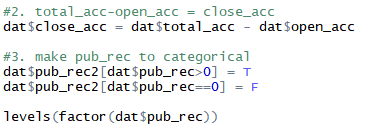 #2. total_acc-open_acc = close_acc
dat$close_acc = dat$total_acc - dat$open_acc
#3. make pub_rec to categorical
dat$pub_rec2[dat$pub_rec>0] = T
dat$pub_rec2[dat$pub_rec==0] = F
levels(factor(dat$pub_rec))